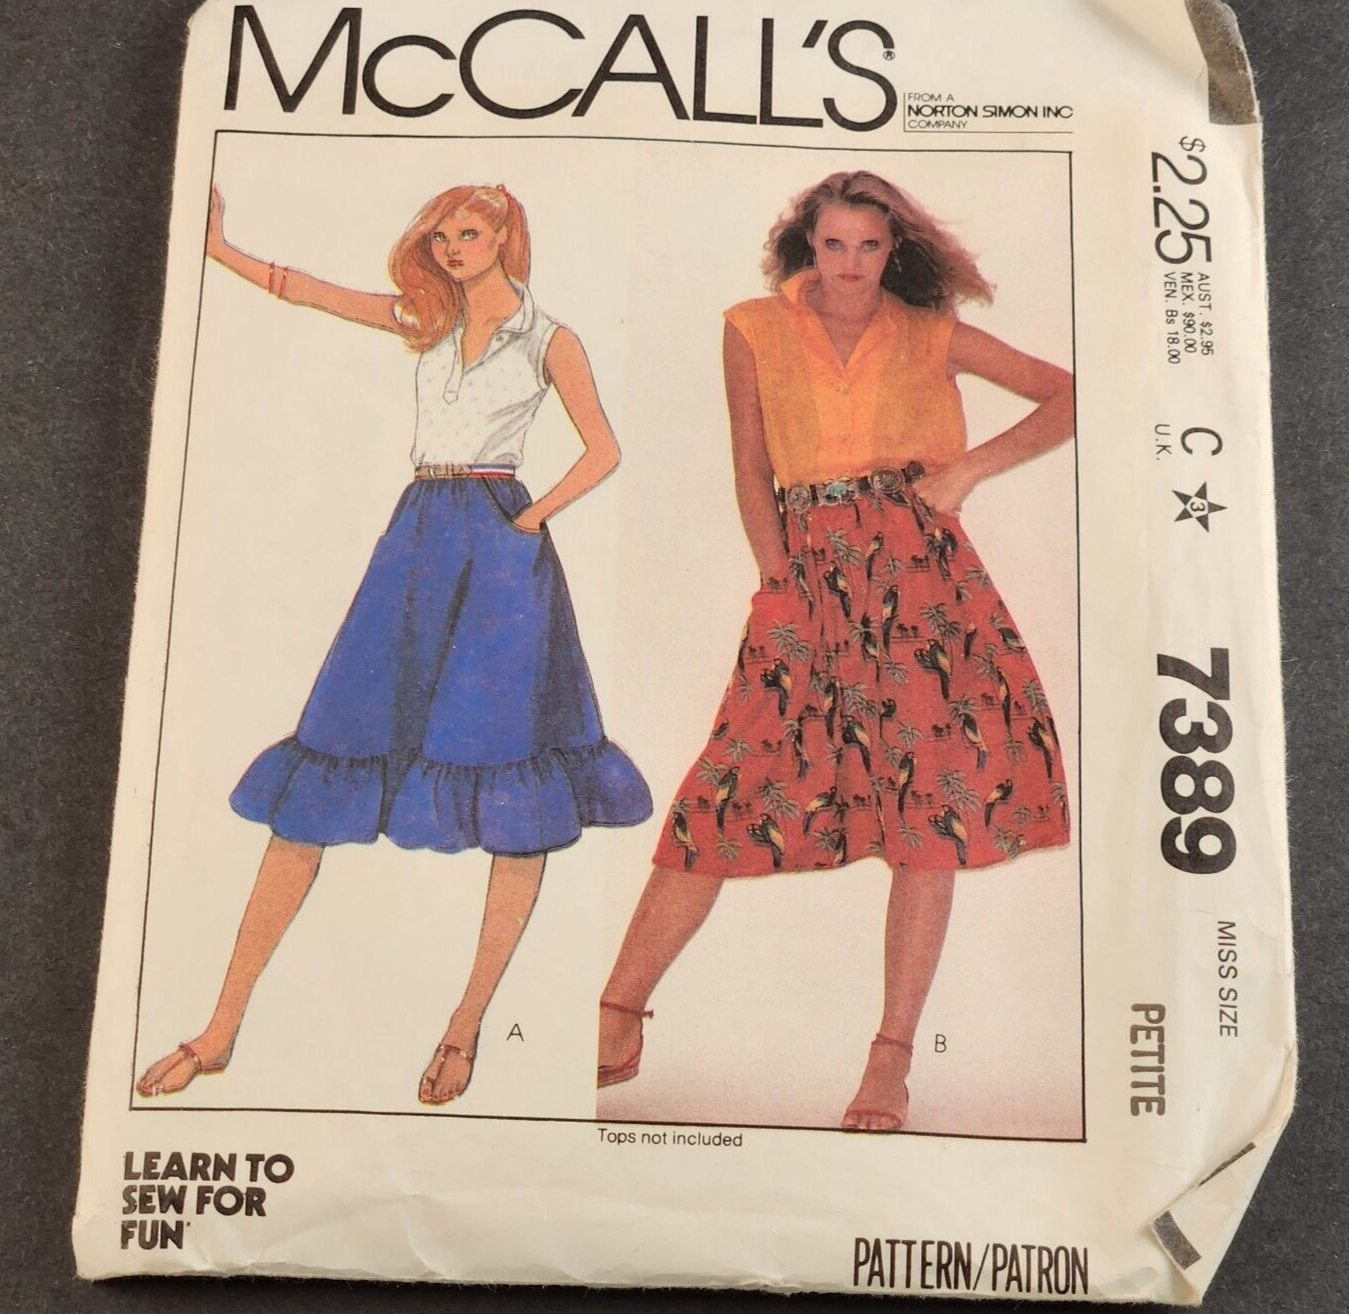 McCALL'S®
FROM A
NORTON SIMON INC
COMPANY
$2.25
AUST. $2.95
MEX. $90.00
VEN. Bs 18.00
C
U.K.
3
7389
MISS SIZE
PETITE
A
B
Tops not included
LEARN TO
SEW FOR
FUN
PATTERN/PATRON